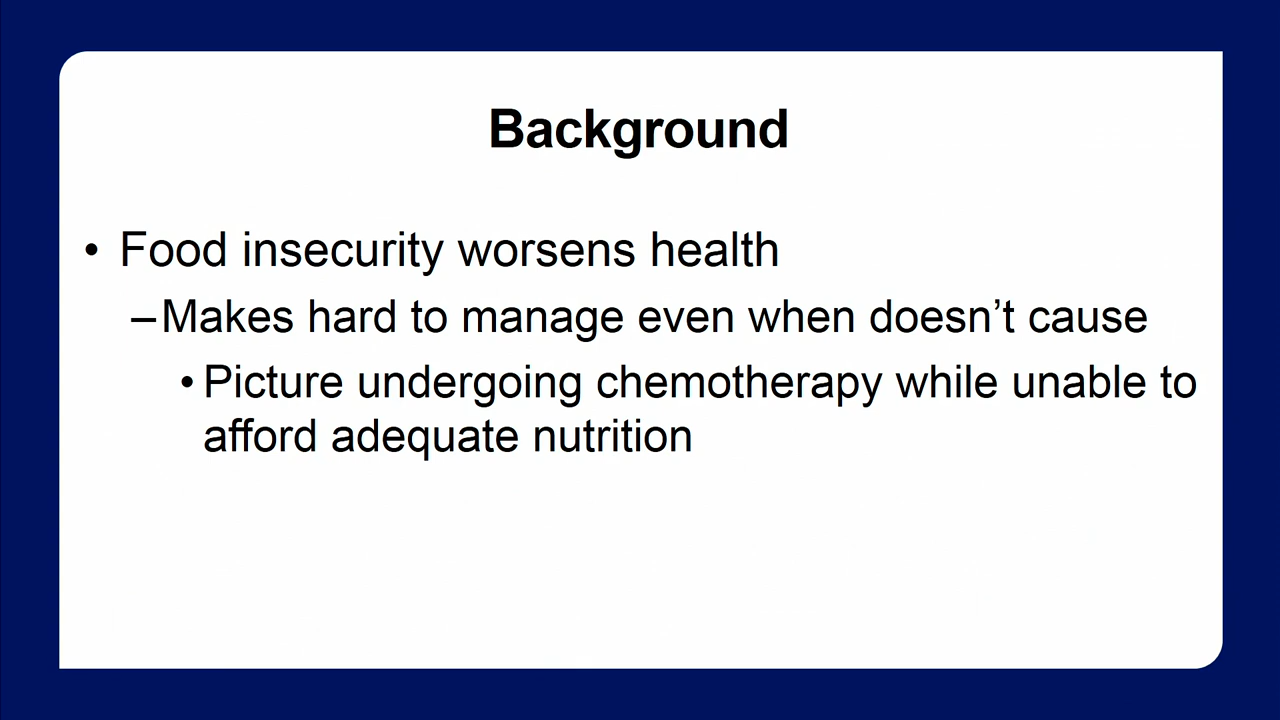 Background
• Food insecurity worsens health
–Makes hard to manage even when doesn’t cause
• Picture undergoing chemotherapy while unable to
afford adequate nutrition